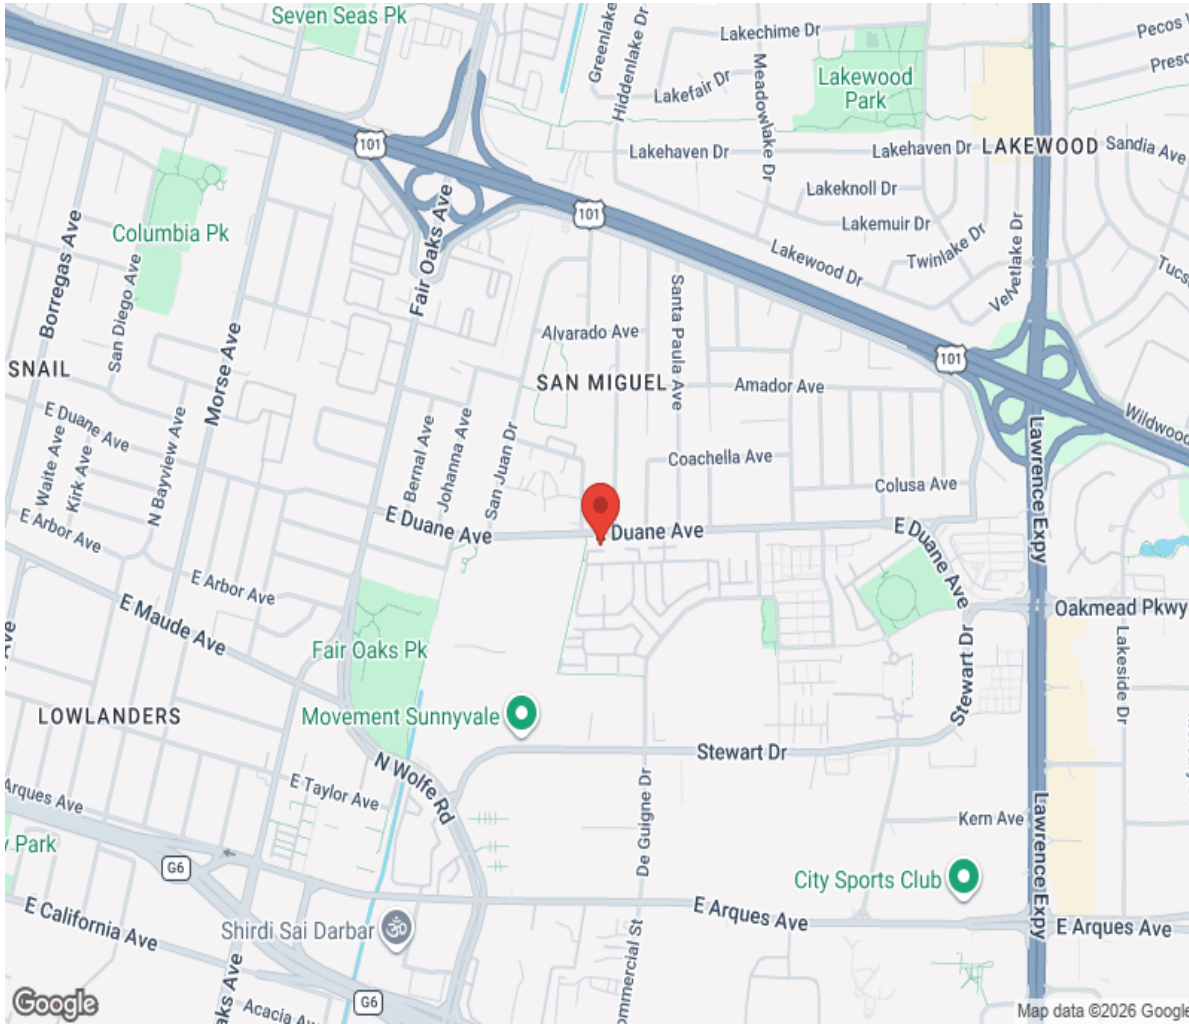 Seven Seas Pk
Greenlake
Hiddenlake Dr
Lakechime Dr
Lakefair Dr
Meadowlake Dr
Lakewood
Park
Pecos
Presc
101
Lakehaven Dr
Lakehaven Dr
LAKEWOOD
Sandia Ave
Lakeknoll Dr
Lakemuir Dr
Twinlake Dr
Velvetlake Dr
Lakewood Dr
Tucs
101
Columbia Pk
Borregas Ave
San Diego Ave
Fair Oaks Ave
Morse Ave
Alvarado Ave
Santa Paula Ave
SAN MIGUEL
Amador Ave
101
Wildwood
SNAIL
E Duane Ave
Waite Ave
Kirk Ave
N Bayview Ave
Bernal Ave
Johanna Ave
San Juan Dr
Coachella Ave
Colusa Ave
Lawrence Expy
E Arbor Ave
E Duane Ave
Duane Ave
E Duane Ave
E Arbor Ave
E Maude Ave
Oakmead Pkwy
Fair Oaks Pk
Stewart Dr
Lakeside Dr
LOWLANDERS
Movement Sunnyvale
Stewart Dr
N Wolfe Rd
E Taylor Ave
Arques Ave
De Guigne Dr
Kern Ave
Lawrence Expy
Park
G6
City Sports Club
E California Ave
Shirdi Sai Darbar
E Arques Ave
E Arques Ave
ommercial St
aks Ave
G6
Acacia Av
Google
Map data ©2026 Google